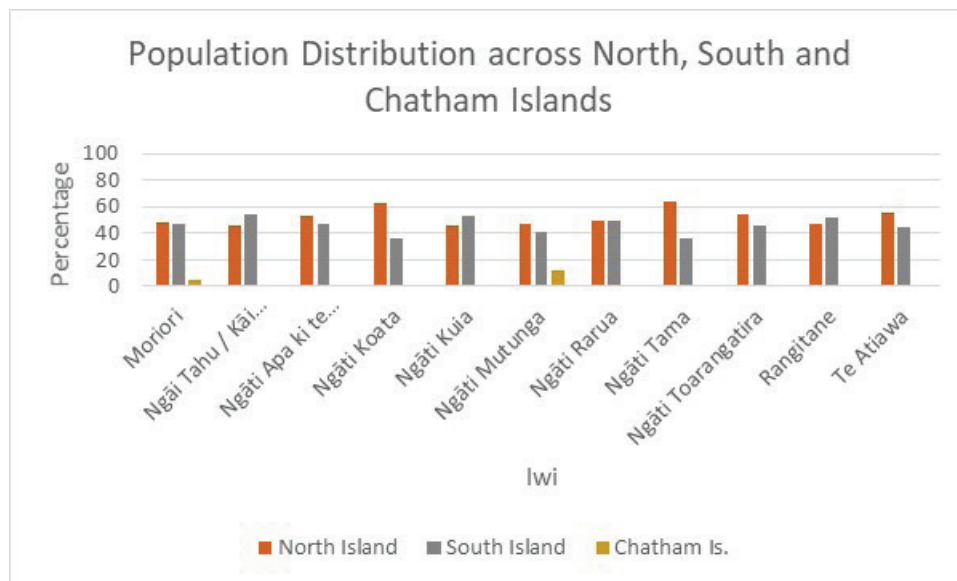 Population Distribution across North, South and
Chatham Islands
Percentage
100
80
60
40
20
0
Moriori
Ngāi Tahu / Kāi...
Ngāti Apa ki te...
Ngāti Koata
Ngāti Kuia
Ngāti Mutunga
Ngāti Rarua
Ngāti Tama
Ngāti Toarangatira
Rangitane
Te Atiawa
Iwi
North Island South Island Chatham Is.